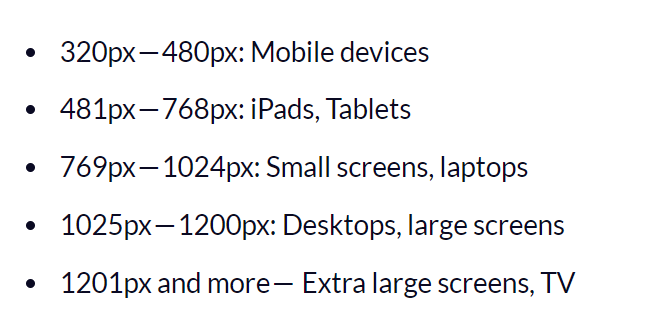 • 320px—480px: Mobile devices
• 481px—768px: iPads, Tablets
• 769px—1024px: Small screens, laptops
• 1025px—1200px: Desktops, large screens
• 1201px and more— Extra large screens, TV